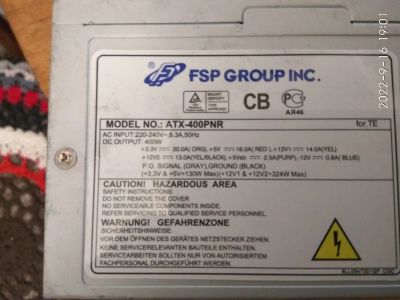 2022-9-16 19:01
FSP GROUP INC.
CB
AR46
MODEL NO.: ATX-400PNR for.TE
AC INPUT:220-240V~,6.3A,50Hz
DC OUTPUT: 400W
+3.3V ⎓ 20.0A( ORG),+5V ⎓ 16.0A( RED ), +12V1 ⎓ 14.0A(YEL)
+12V2 ⎓ 13.0A(YEL/BLACK),+5Vsb ⎓ 2.5A(PURP),-12V ⎓ 0.8A( BLUE)
P.G. SIGNAL (GRAY),GROUND (BLACK)
(+3.3V & +5V=130W Max)(+12V1 & +12V2=324W Max)
CAUTION! HAZARDOUS AREA
SAFETY INSTRUCTIONS:
DO NOT REMOVE THE COVER
NO SERVICEABLE COMPONENTS INSIDE
REFER SERVICING TO QUALIFIED SERVICE PERSONNEL.
WARNUNG! GEFAHRENZONE
SICHERHEITSHINWEIS:
VOR DEM ÖFFNEN DES GERÄTES NETZSTECKER ZIEHEN
KEINE SERVICERELEVANTEN BAUTEILE ENTHALTEN.
SERVICEARBEITEN SOLLTEN NUR VON AUTORISIERTEM
FACHPERSONAL DURCHGEFÜHRT WERDEN.